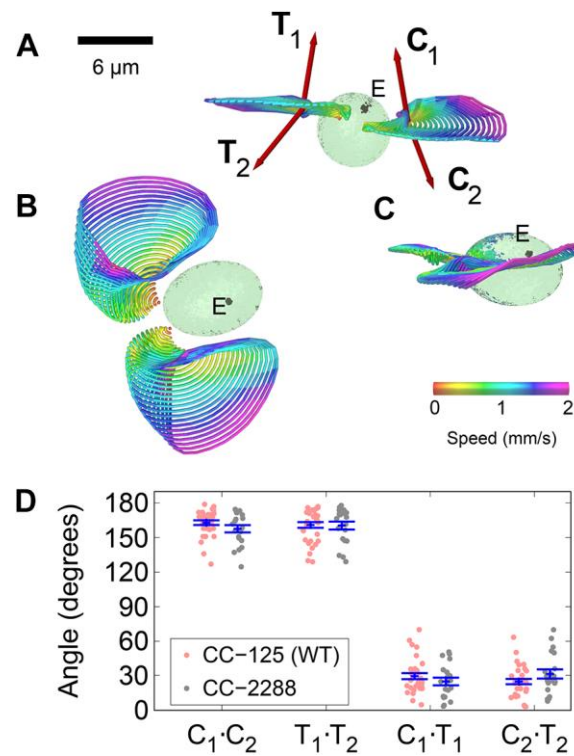 A
6 μm
T1
T2
E
C1
C2
B
E
C
E
0 1 2
Speed (mm/s)
D
Angle (degrees)
180
150
120
90
60
30
0
CC−125 (WT)
CC−2288
C1·C2 T1·T2 C1·T1 C2·T2